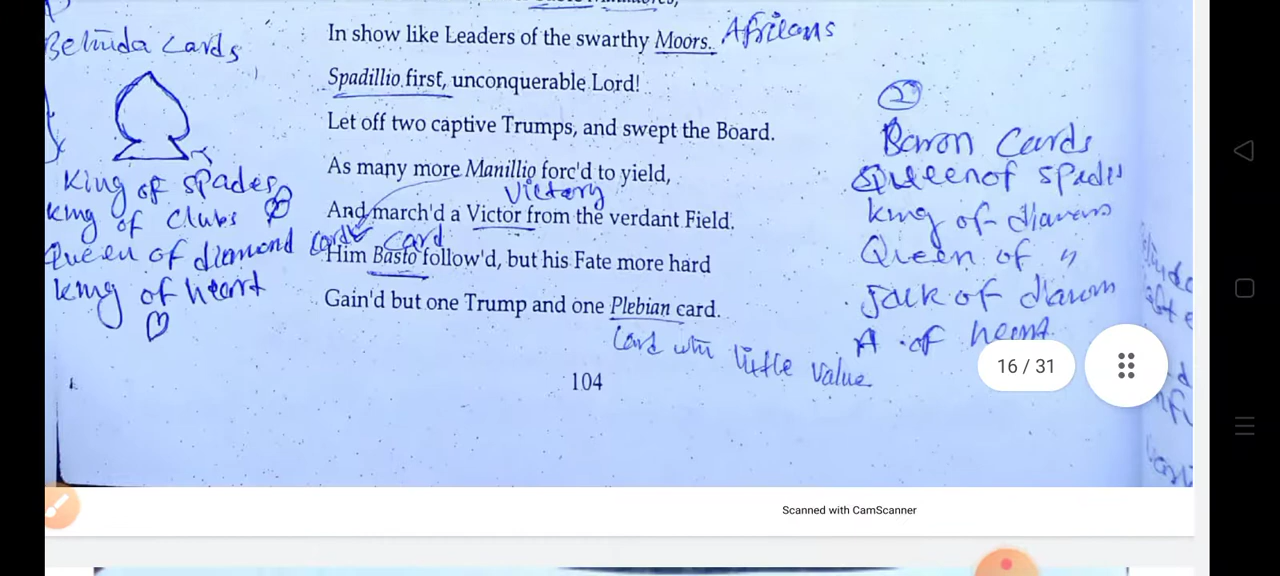 In show like Leaders of the swarthy Moors. Africans
Spadillio first, unconquerable Lord!
Let off two captive Trumps, and swept the Board.
As many more Manillio forc'd to yield,
Victory
And march'd a Victor from the verdant Field.
card
Him Basto follow'd, but his Fate more hard
Gain'd but one Trump and one Plebian card.
Card with little value
104
Belinda Cards
King of spades
king of clubs
Queen of diamond
king of heart
2
Baron Cards
Queen of spades
king of
Queen of "
Jack of
A of heart
16 / 31
Scanned with CamScanner